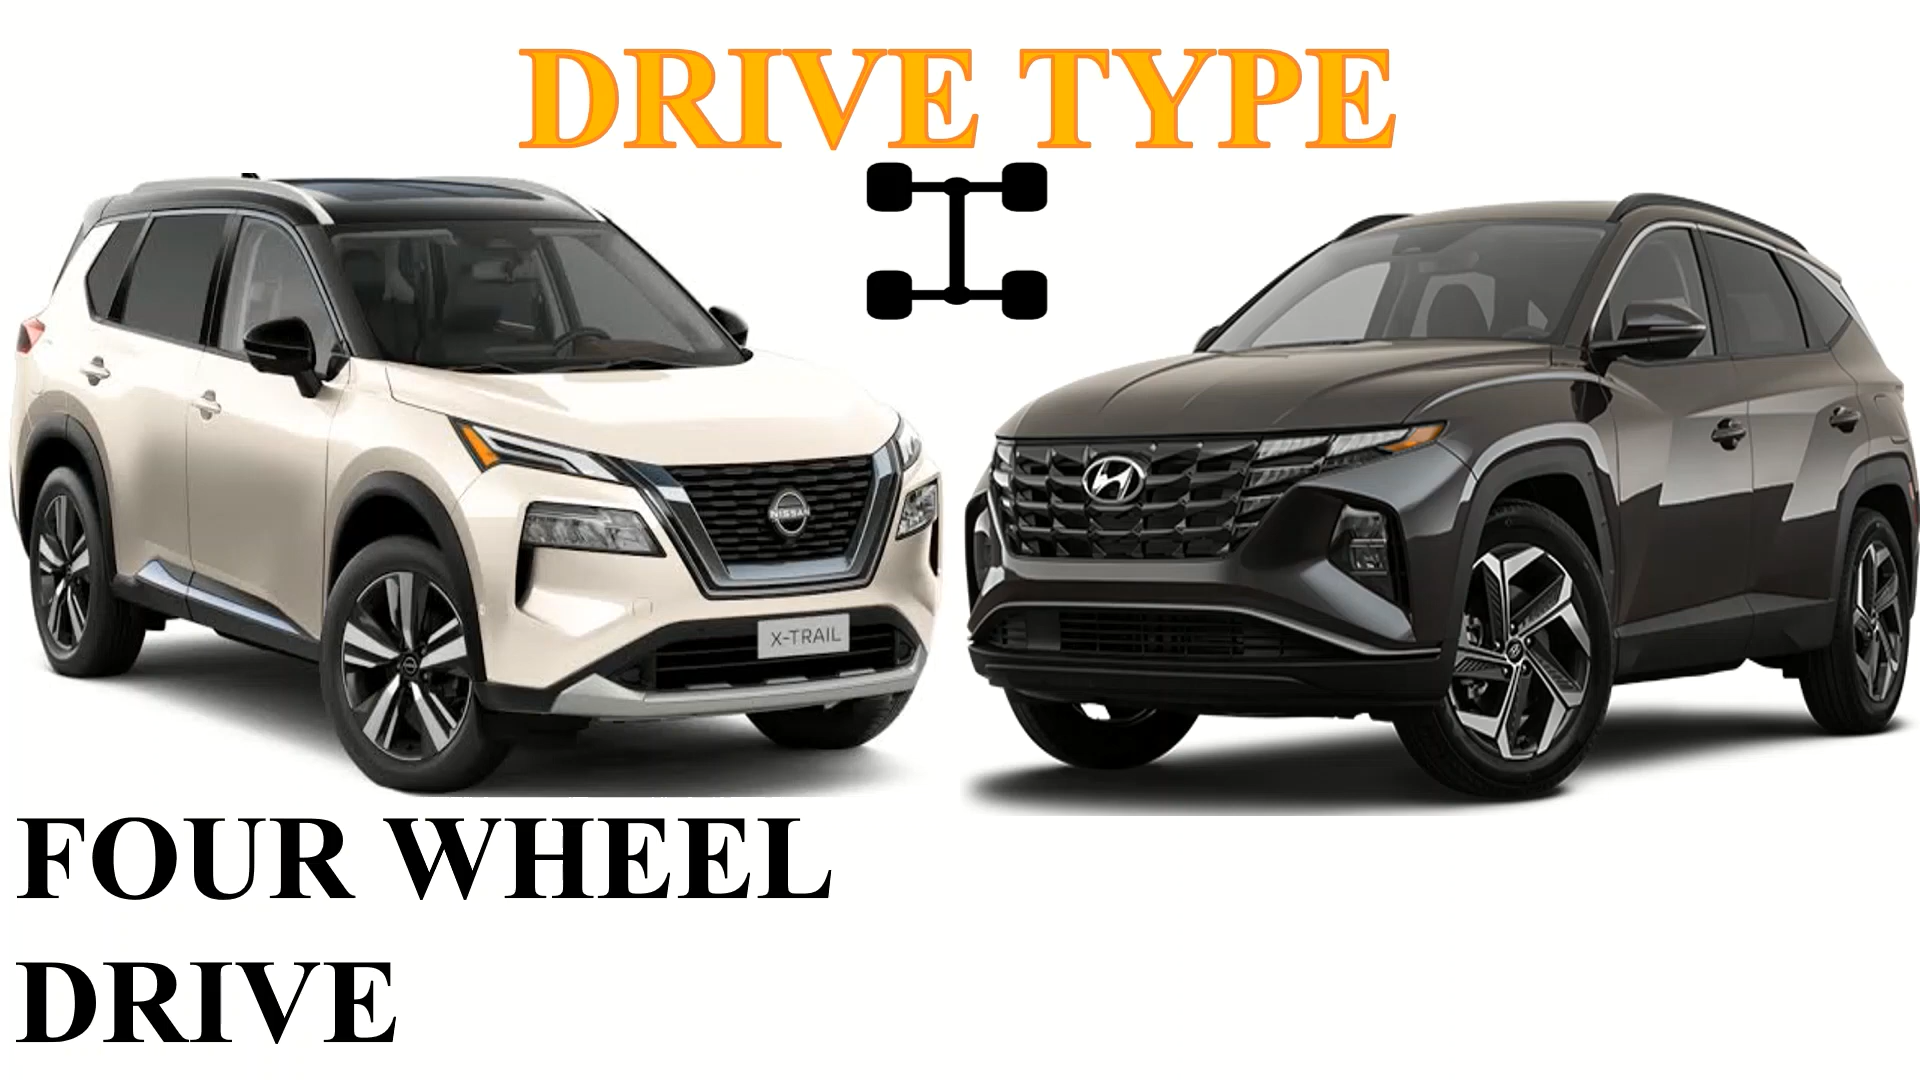 DRIVE TYPE
NISSAN
X-TRAIL
FOUR WHEEL
DRIVE